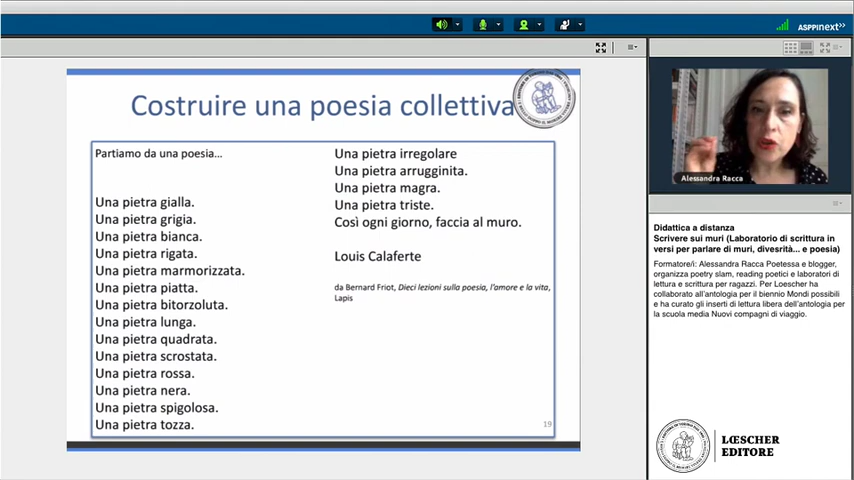 ASPPInext»
Costruire una poesia collettiva
Partiamo da una poesia…
Una pietra gialla.
Una pietra grigia.
Una pietra bianca.
Una pietra rigata.
Una pietra marmorizzata.
Una pietra piatta.
Una pietra bitorzoluta.
Una pietra lunga.
Una pietra quadrata.
Una pietra scrostata.
Una pietra rossa.
Una pietra nera.
Una pietra spigolosa.
Una pietra tozza.
Una pietra irregolare
Una pietra arrugginita.
Una pietra magra.
Una pietra triste.
Così ogni giorno, faccia al muro.
Louis Calaferte
da Bernard Friot, Dieci lezioni sulla poesia, l'amore e la vita,
Lapis
19
Alessandra Racca
Didattica a distanza
Scrivere sui muri (Laboratorio di scrittura in
versi per parlare di muri, divesrità... e poesia)
Formatore/i: Alessandra Racca Poetessa e blogger,
organizza poetry slam, reading poetici e laboratori di
lettura e scrittura per ragazzi. Per Loescher ha
collaborato all'antologia per il biennio Mondi possibili
e ha curato gli inserti di lettura libera dell'antologia per
la scuola media Nuovi compagni di viaggio.
LŒSCHER
EDITORE